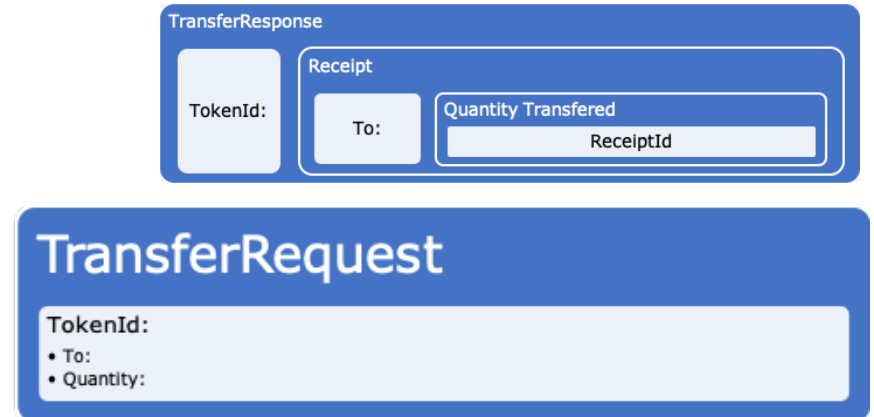 TransferResponse
Receipt
TokenId:
To:
Quantity Transfered
ReceiptId
TransferRequest
TokenId:
• To:
• Quantity: